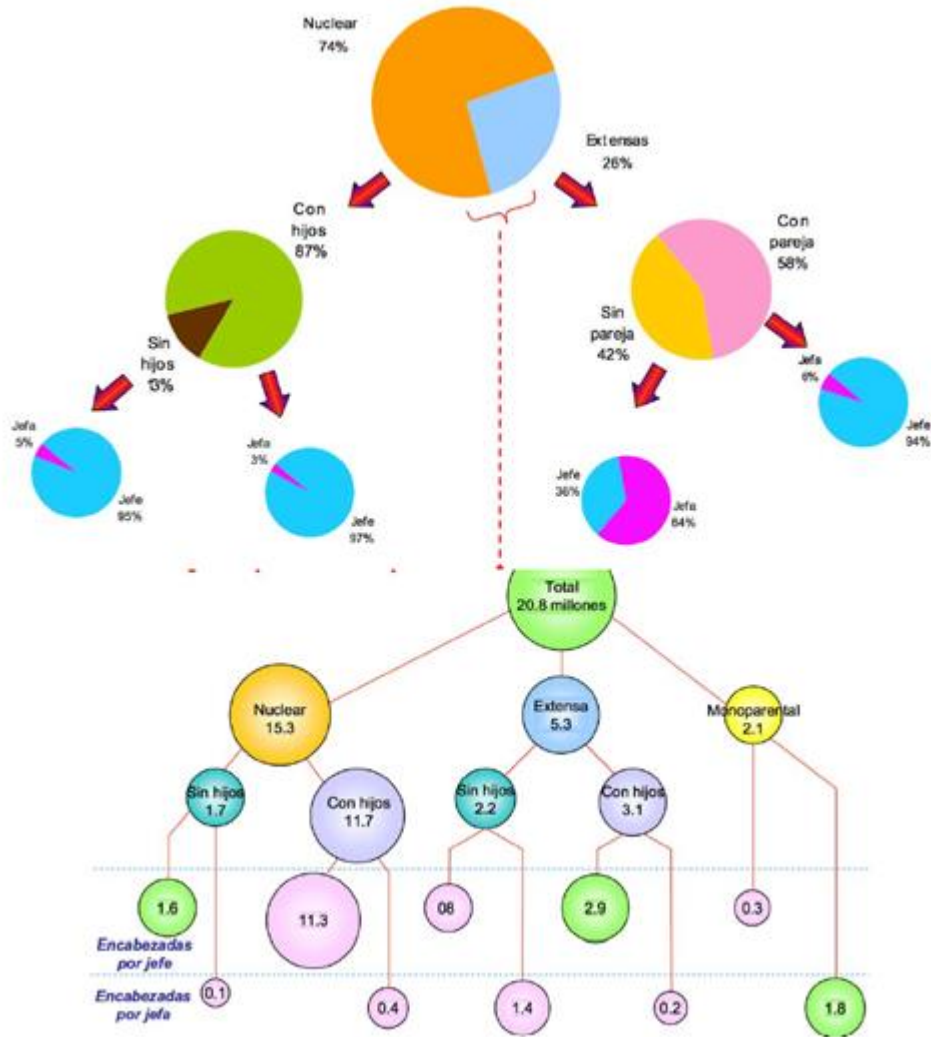 Nuclear
74%
Extensas
26%
Con
hijos
87%
Sin
hijos
13%
Con
pareja
58%
Sin
pareja
42%
Jefa
5%
Jefe
95%
Jefa
3%
Jefe
97%
Jefe
36%
Jefa
64%
Jefa
6%
Jefe
94%
Total
20.8 millones
Nuclear
15.3
Extensa
5.3
Monoparental
2.1
Sin hijos
1.7
Con hijos
11.7
Sin hijos
2.2
Con hijos
3.1
1.6
11.3
08
2.9
0.3
Encabezadas
por jefe
0.1
0.4
1.4
0.2
1.8
Encabezadas
por jefa